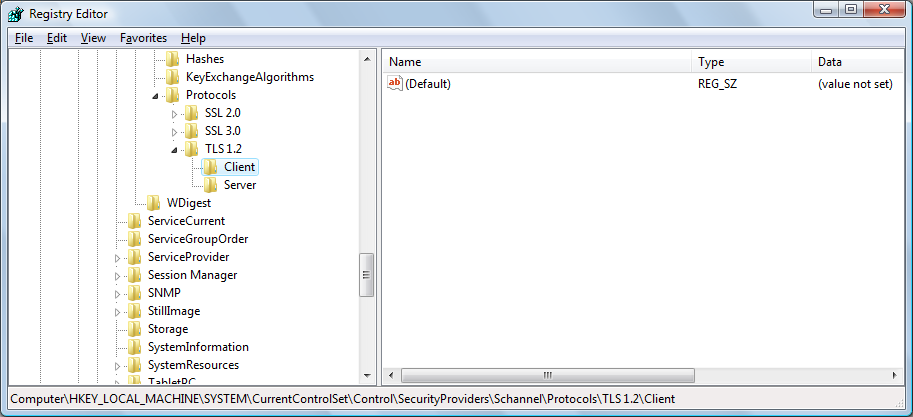 Registry Editor
File Edit View Favorites Help
Hashes
KeyExchangeAlgorithms
Protocols
SSL 2.0
SSL 3.0
TLS 1.2
Client
Server
WDigest
ServiceCurrent
ServiceGroupOrder
ServiceProvider
Session Manager
SNMP
StillImage
Storage
SystemInformation
SystemResources
TabletPC
Name Type Data
ab (Default) REG_SZ (value not set)
Computer\HKEY_LOCAL_MACHINE\SYSTEM\CurrentControlSet\Control\SecurityProviders\Schannel\Protocols\TLS 1.2\Client